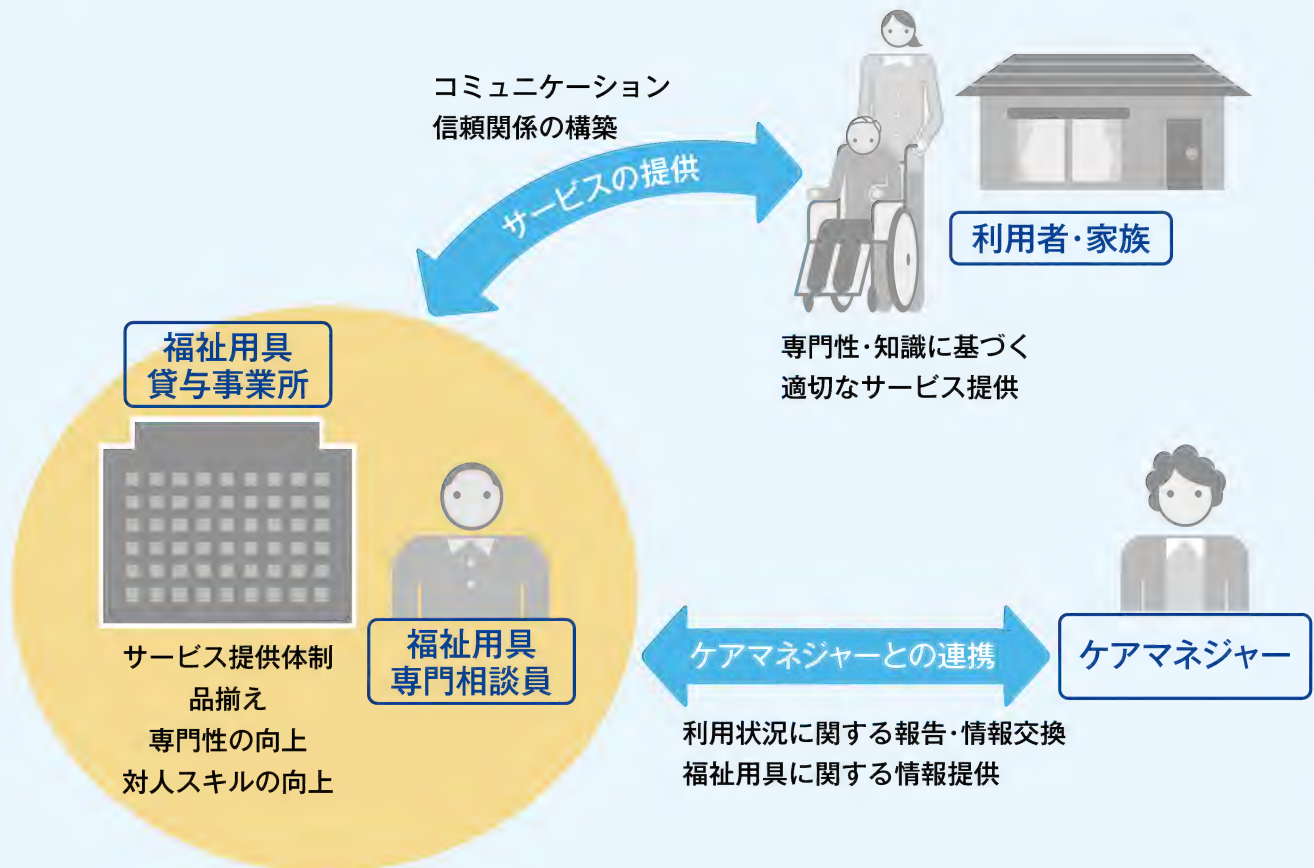 コミュニケーション
信頼関係の構築
サービスの提供
利用者・家族
専門性・知識に基づく
適切なサービス提供
福祉用具
貸与事業所
福祉用具
専門相談員
サービス提供体制
品揃え
専門性の向上
対人スキルの向上
ケアマネジャーとの連携
ケアマネジャー
利用状況に関する報告・情報交換
福祉用具に関する情報提供